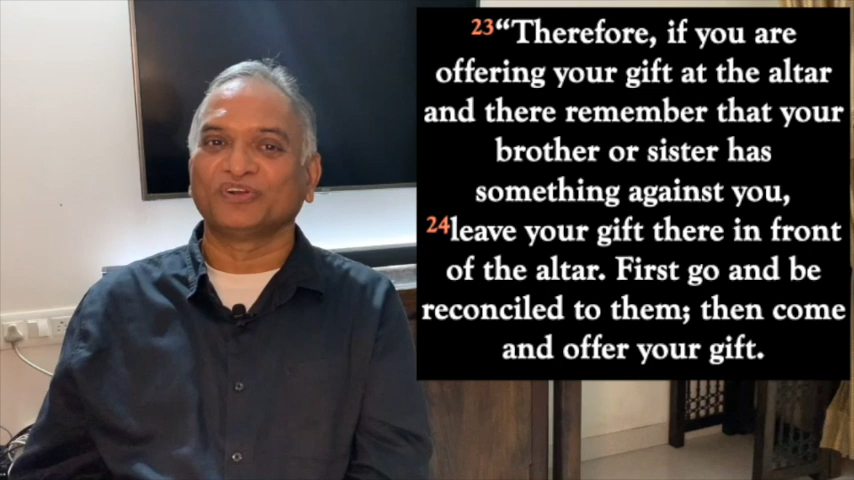 23“Therefore, if you are
offering your gift at the altar
and there remember that your
brother or sister has
something against you,
24leave your gift there in front
of the altar. First go and be
reconciled to them; then come
and offer your gift.